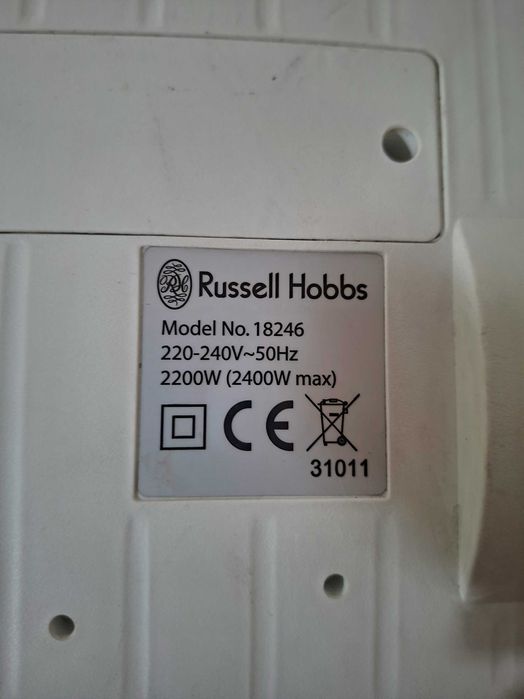 Russell Hobbs
Model No. 18246
220-240V~50Hz
2200W (2400W max)
CE
31011